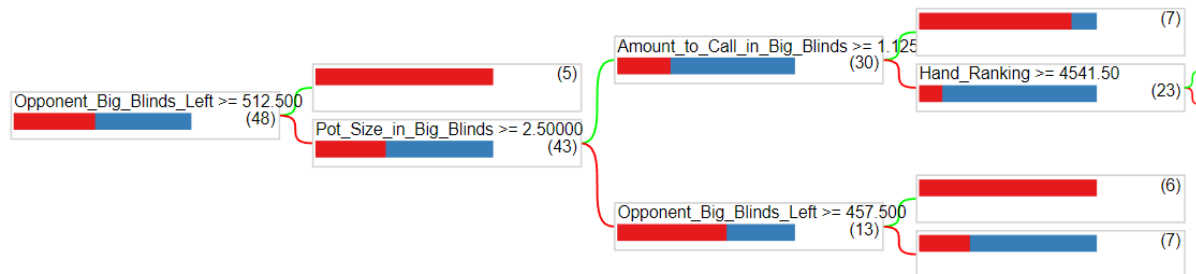 Opponent_Big_Blinds_Left >= 512.500
(48)
(5)
Pot_Size_in_Big_Blinds >= 2.50000
(43)
Amount_to_Call_in_Big_Blinds >= 1.125
(30)
Opponent_Big_Blinds_Left >= 457.500
(13)
(7)
Hand_Ranking >= 4541.50
(23)
(6)
(7)